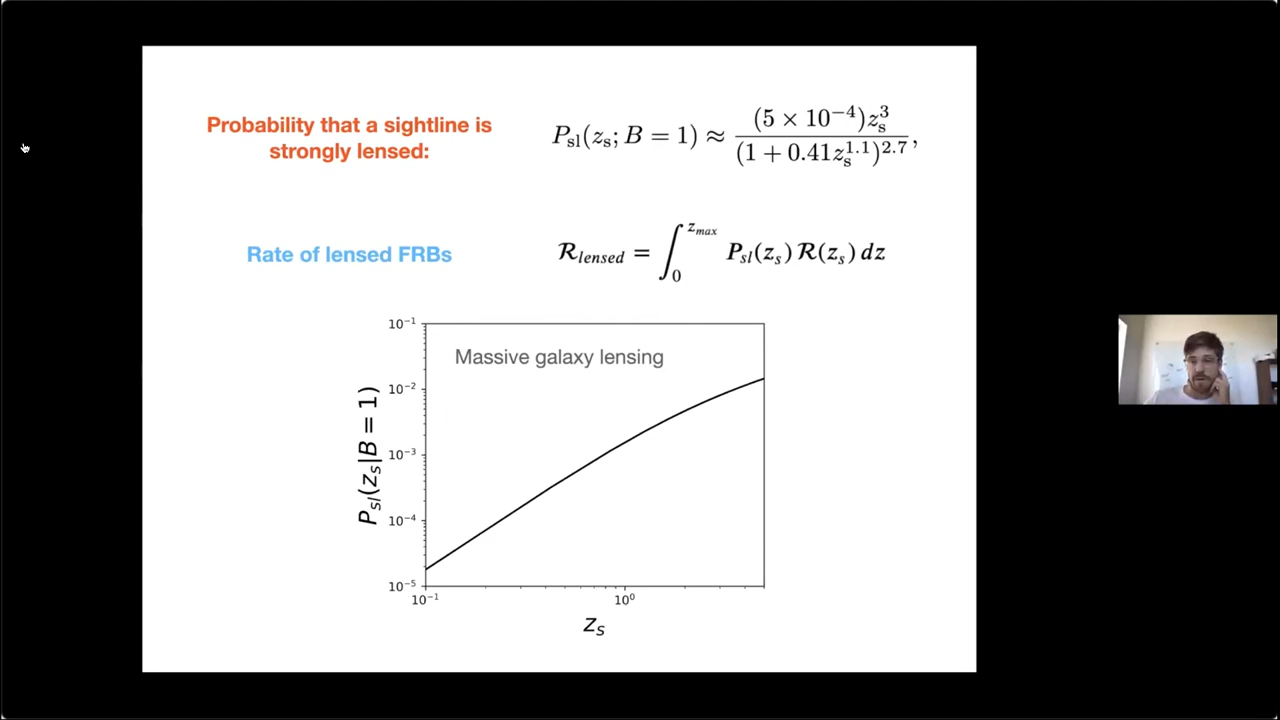 Probability that a sightline is
strongly lensed:
P_sl(z_s; B = 1) ≈ (5 × 10^−4)z_s^3 / (1 + 0.41z_s^1.1)^2.7,
Rate of lensed FRBs
R_lensed = ∫_0^z_max P_sl(z_s) R(z_s) dz
Massive galaxy lensing
10^−1
10^−2
10^−3
10^−4
10^−5
P_sl(z_s|B = 1)
10^−1
10^0
z_s